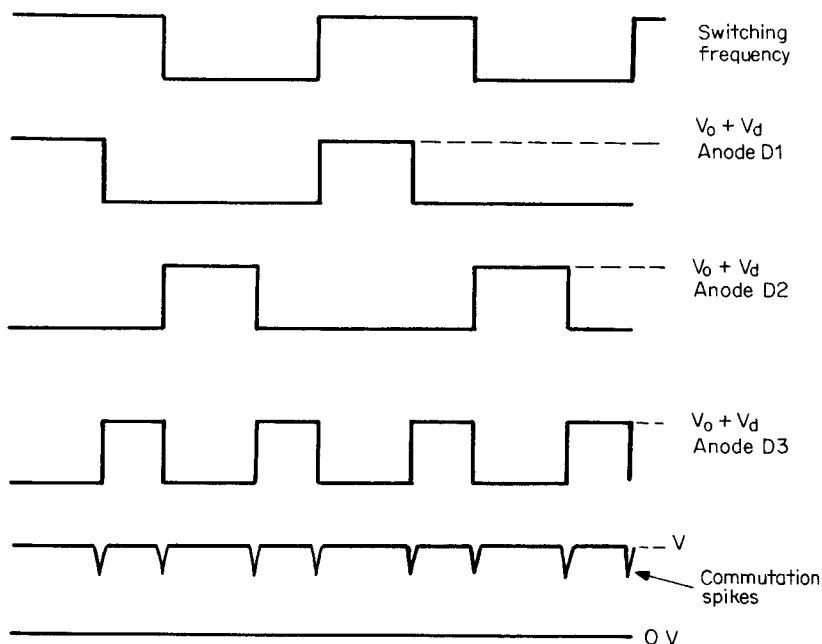 Switching
frequency
Vo + Vd
Anode D1
Vo + Vd
Anode D2
Vo + Vd
Anode D3
V
Commutation
spikes
0 V